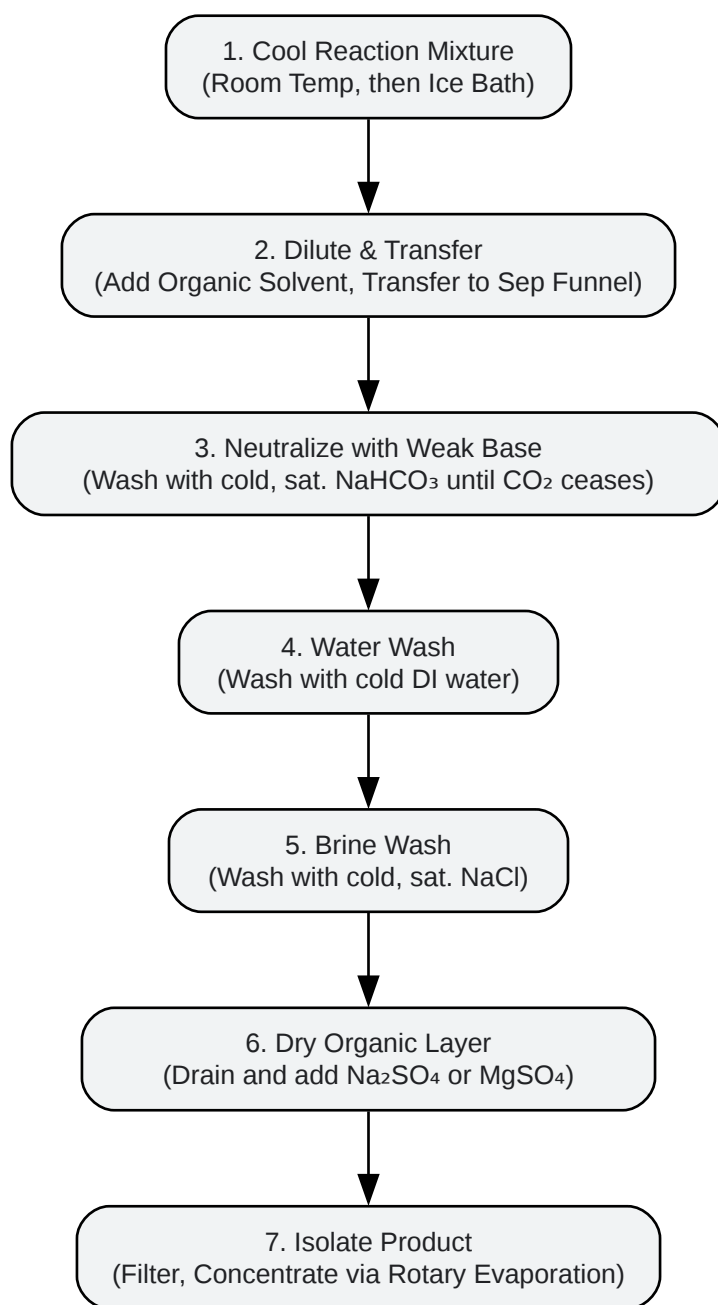 1. Cool Reaction Mixture
(Room Temp, then Ice Bath)
2. Dilute & Transfer
(Add Organic Solvent, Transfer to Sep Funnel)
3. Neutralize with Weak Base
(Wash with cold, sat. NaHCO₃ until CO₂ ceases)
4. Water Wash
(Wash with cold DI water)
5. Brine Wash
(Wash with cold, sat. NaCl)
6. Dry Organic Layer
(Drain and add Na₂SO₄ or MgSO₄)
7. Isolate Product
(Filter, Concentrate via Rotary Evaporation)